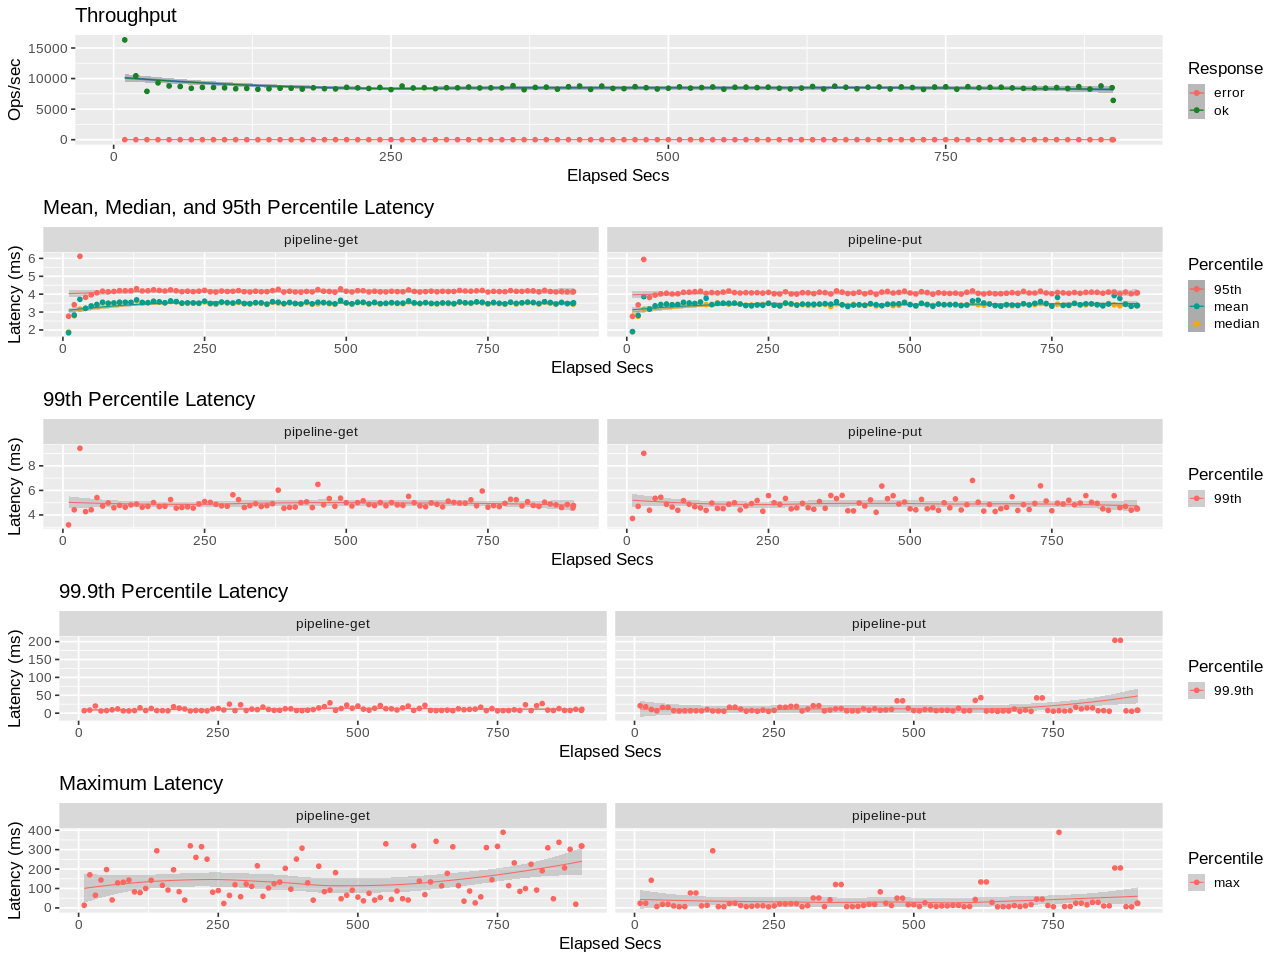 Throughput
15000
10000
5000
0
Ops/sec
0 250 500 750
Elapsed Secs
Response
error
ok
Mean, Median, and 95th Percentile Latency
pipeline-get pipeline-put
6
5
4
3
2
Latency (ms)
0 250 500 750 0 250 500 750
Elapsed Secs
Percentile
95th
mean
median
99th Percentile Latency
pipeline-get pipeline-put
8
6
4
Latency (ms)
0 250 500 750 0 250 500 750
Elapsed Secs
Percentile
99th
99.9th Percentile Latency
pipeline-get pipeline-put
200
150
100
50
0
Latency (ms)
0 250 500 750 0 250 500 750
Elapsed Secs
Percentile
99.9th
Maximum Latency
pipeline-get pipeline-put
400
300
200
100
0
Latency (ms)
0 250 500 750 0 250 500 750
Elapsed Secs
Percentile
max